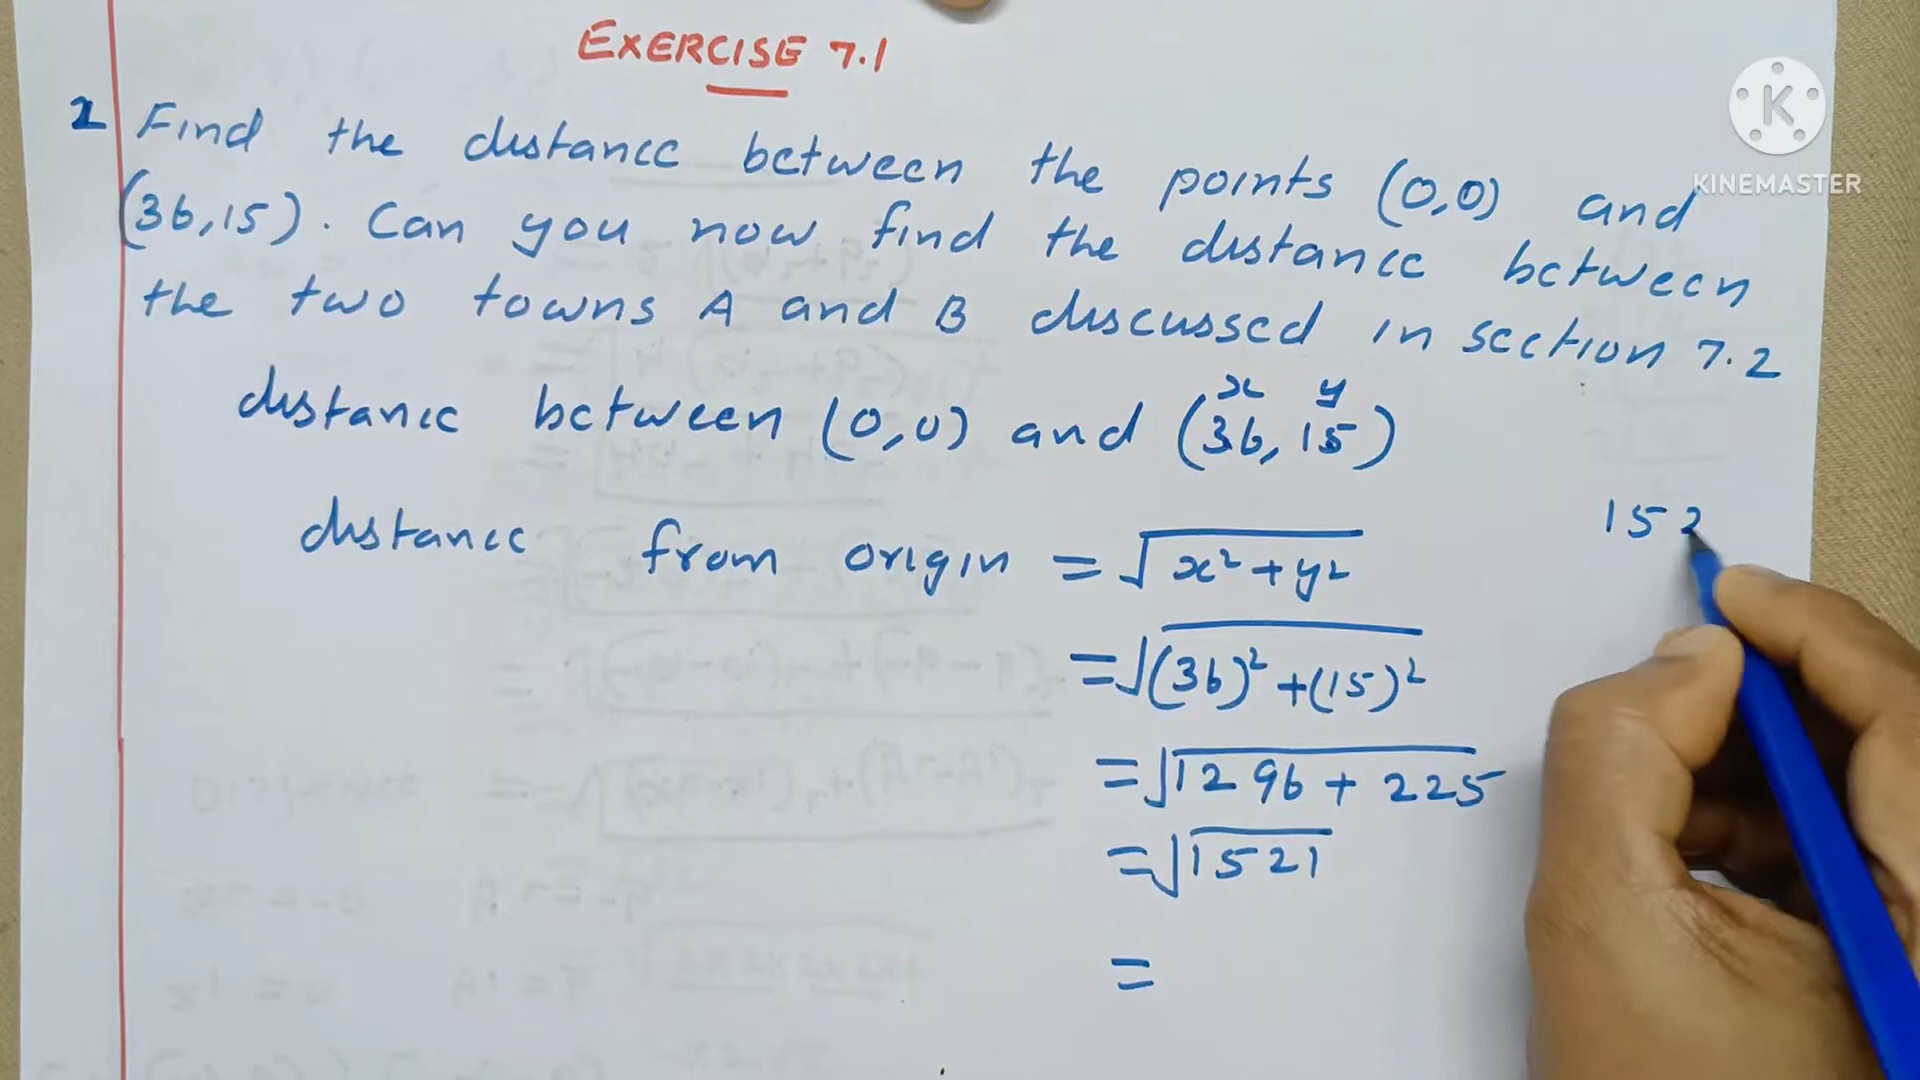 EXERCISE 7.1
2 Find the distance between the points (0,0) and
(36,15). Can you now find the distance between
the two towns A and B discussed in section 7.2
x y
distance between (0,0) and (36, 15)
distance from origin = √x²+y²
= √(36)²+(15)²
= √1296 + 225
= √1521
=
152
K
KINEMASTER